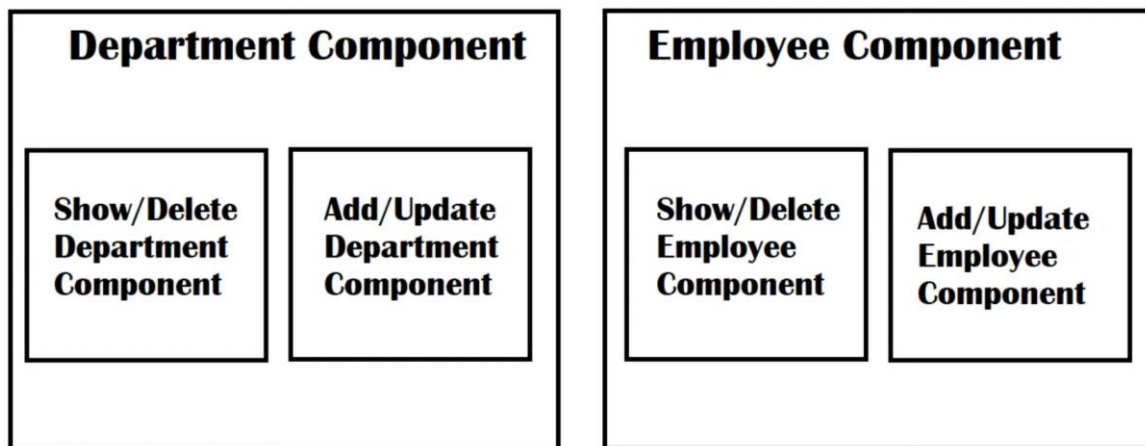 Department Component
Show/Delete
Department
Component
Add/Update
Department
Component
Employee Component
Show/Delete
Employee
Component
Add/Update
Employee
Component